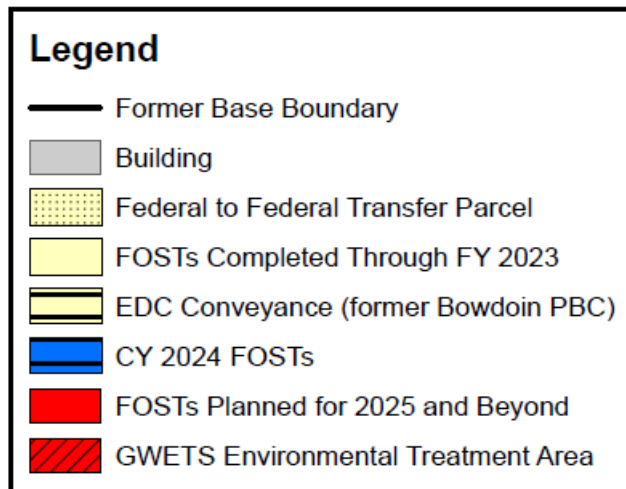 Legend
Former Base Boundary
Building
Federal to Federal Transfer Parcel
FOSTs Completed Through FY 2023
EDC Conveyance (former Bowdoin PBC)
CY 2024 FOSTs
FOSTs Planned for 2025 and Beyond
GWETS Environmental Treatment Area